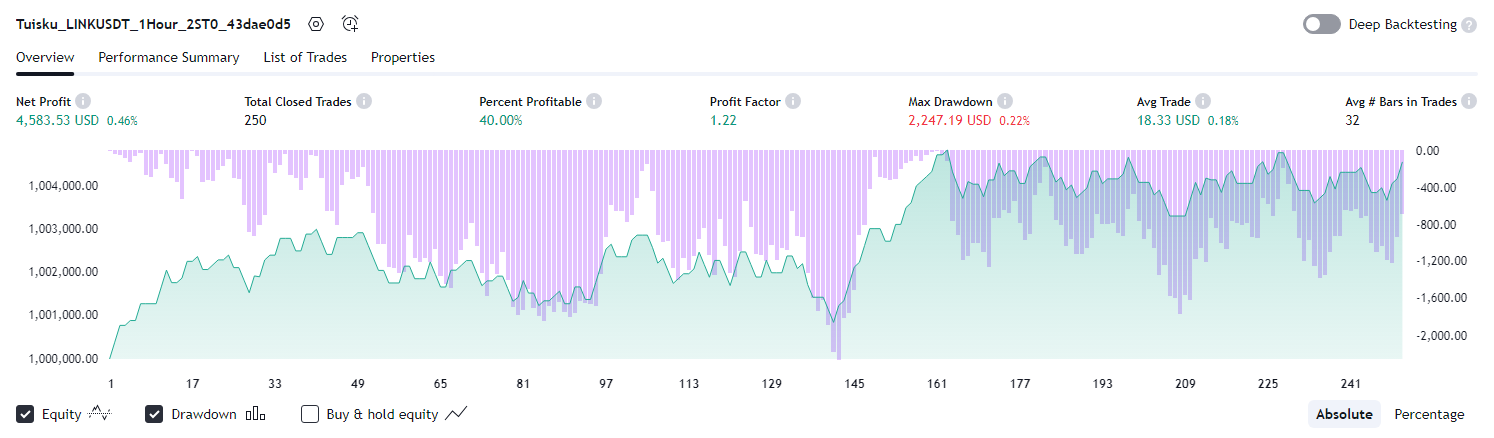 Tuisku_LINKUSDT_1Hour_2ST0_43dae0d5 Deep Backtesting ?
Overview Performance Summary List of Trades Properties
Net Profit i Total Closed Trades i Percent Profitable i Profit Factor i Max Drawdown i Avg Trade i Avg # Bars in Trades i
4,583.53 USD 0.46% 250 40.00% 1.22 2,247.19 USD 0.22% 18.33 USD 0.18% 32
0.00
1,004,000.00 -400.00
1,003,000.00 -800.00
1,002,000.00 -1,200.00
1,001,000.00 -1,600.00
1,000,000.00 -2,000.00
1 17 33 49 65 81 97 113 129 145 161 177 193 209 225 241
Equity Drawdown Buy & hold equity Absolute Percentage